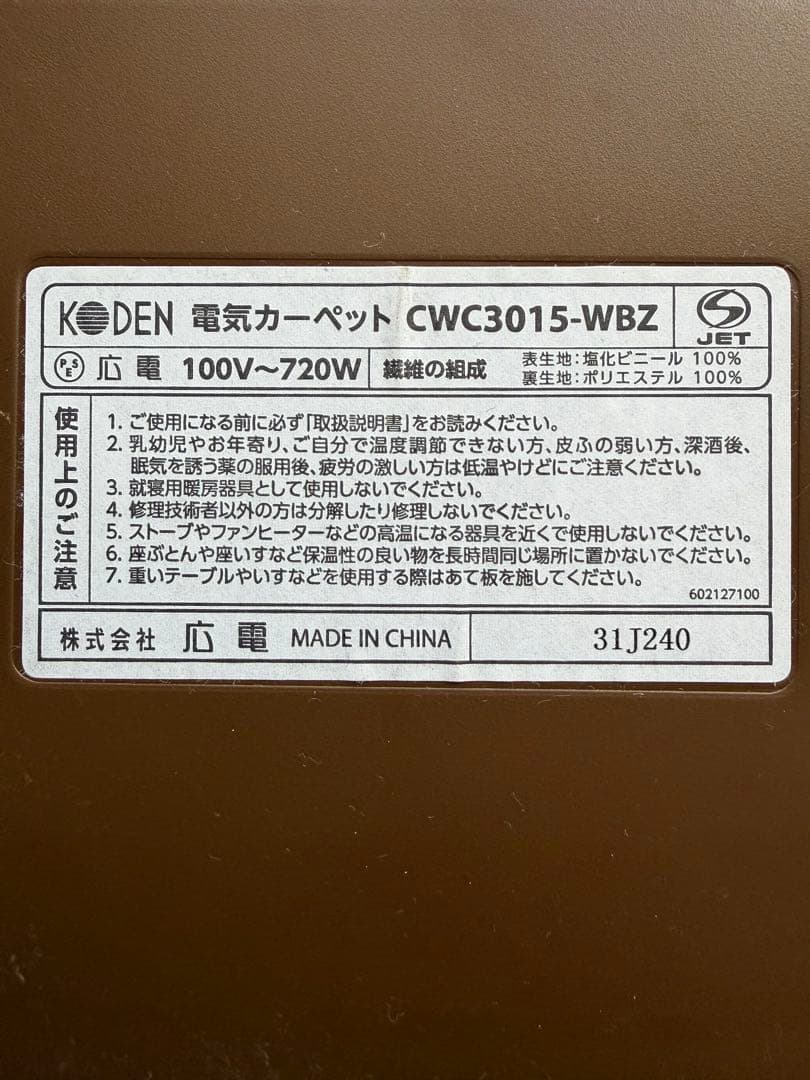 KODEN 電気カーペット CWC3015-WBZ
JET
PSE 広電 100V〜720W 繊維の組成
表生地:塩化ビニール 100%
裏生地:ポリエステル 100%
使用上のご注意
1. ご使用になる前に必ず「取扱説明書」をお読みください。
2. 乳幼児やお年寄り、ご自分で温度調節できない方、皮ふの弱い方、深酒後、
眠気を誘う薬の服用後、疲労の激しい方は低温やけどにご注意ください。
3. 就寝用暖房器具として使用しないでください。
4. 修理技術者以外の方は分解したり修理しないでください。
5. ストーブやファンヒーターなどの高温になる器具を近くで使用しないでください。
6. 座ぶとんや座いすなど保温性の良い物を長時間同じ場所に置かないでください。
7. 重いテーブルやいすなどを使用する際はあて板を施してください。
602127100
株式会社 広電 MADE IN CHINA
31J240